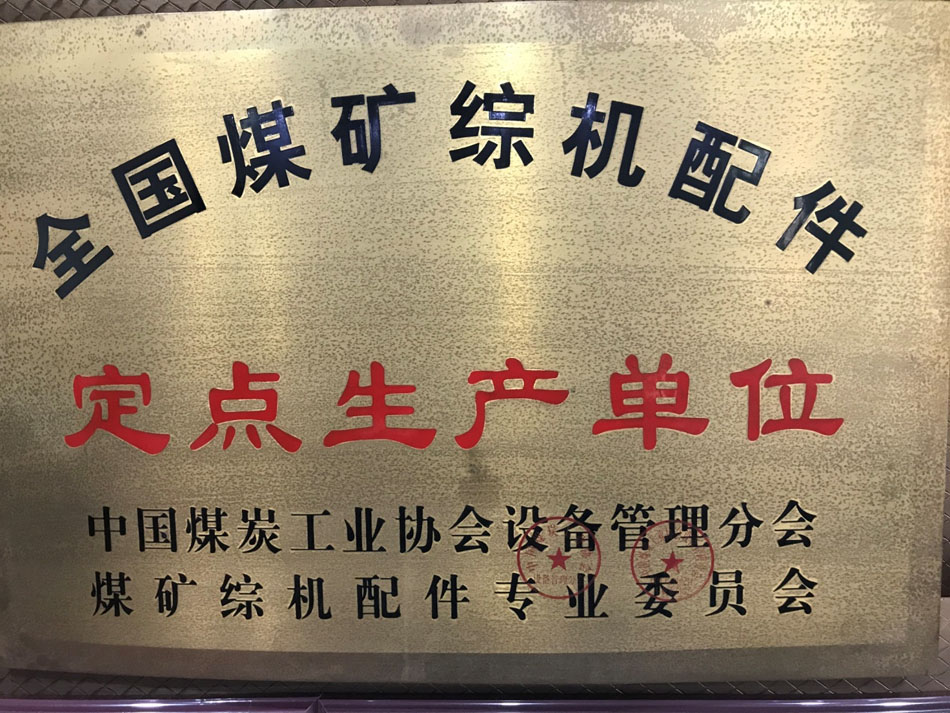 全国煤矿综机配件
定点生产单位
中国煤炭工业协会设备管理分会
煤矿综机配件专业委员会